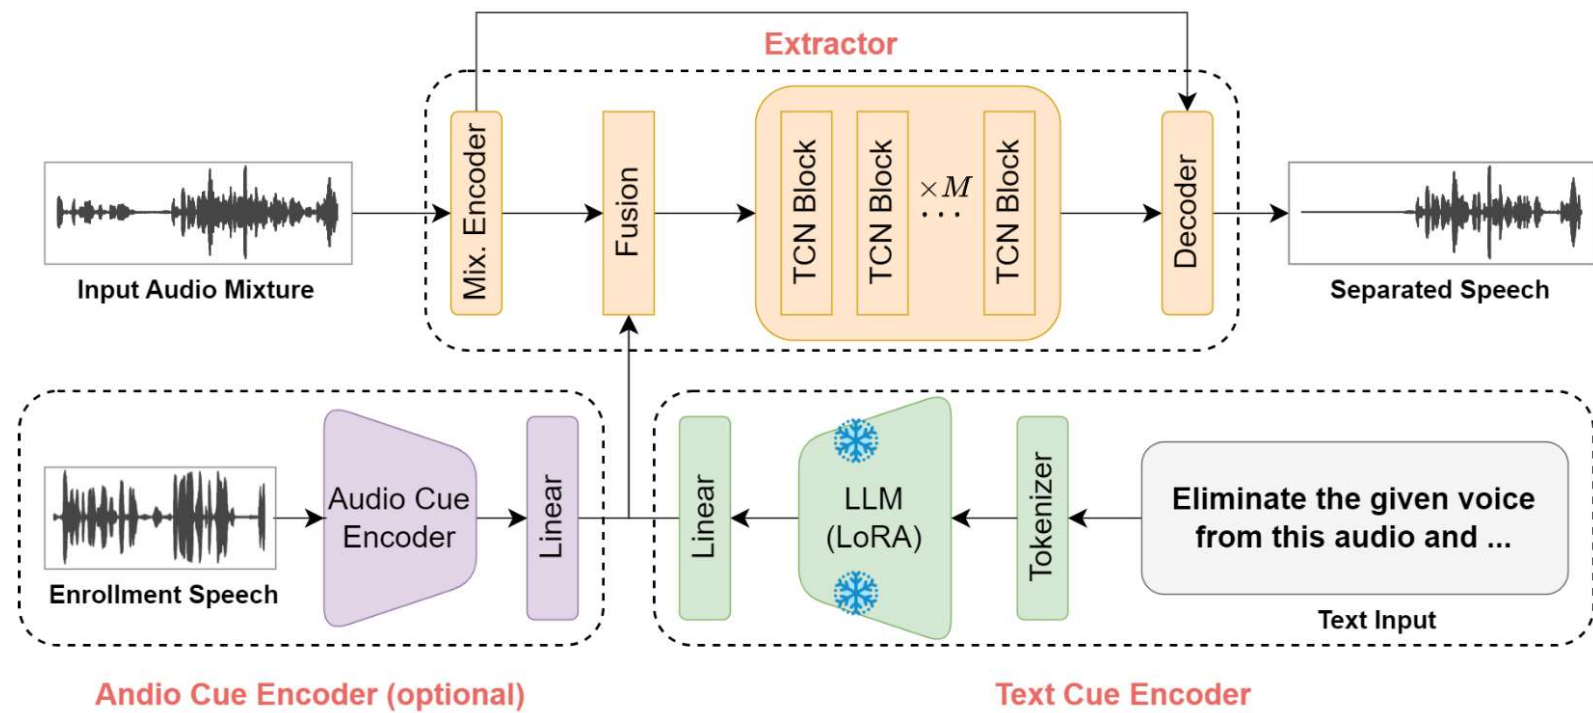 Extractor
Mix. Encoder
Fusion
TCN Block
TCN Block
×M
...
TCN Block
Decoder
Input Audio Mixture
Separated Speech
Audio Cue
Encoder
Linear
Enrollment Speech
Linear
LLM
(LoRA)
Tokenizer
Eliminate the given voice
from this audio and ...
Text Input
Andio Cue Encoder (optional)
Text Cue Encoder